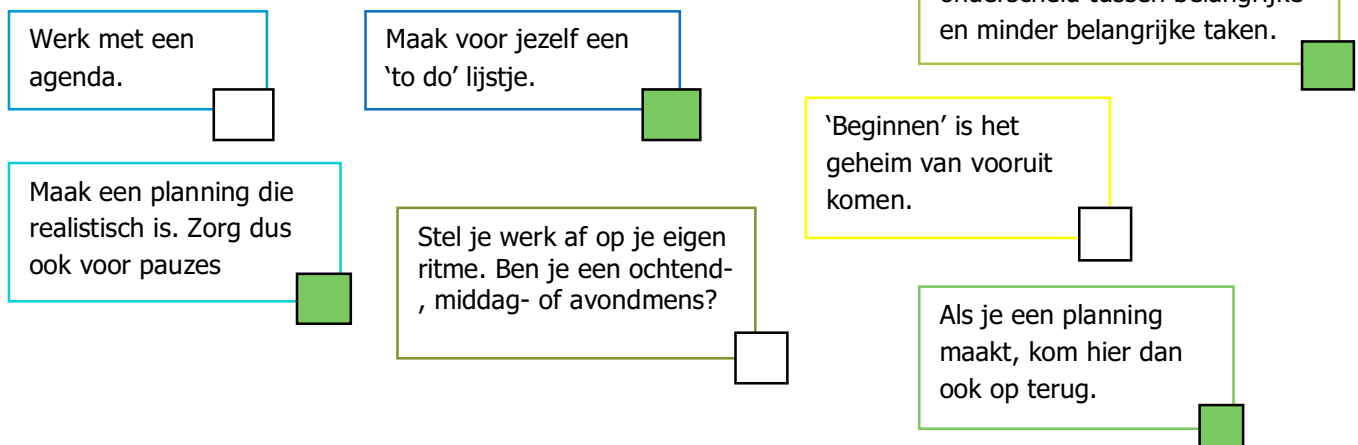 en minder belangrijke taken.
Werk met een
agenda.
Maak voor jezelf een
‘to do’ lijstje.
‘Beginnen’ is het
geheim van vooruit
komen.
Maak een planning die
realistisch is. Zorg dus
ook voor pauzes
Stel je werk af op je eigen
ritme. Ben je een ochtend-
, middag- of avondmens?
Als je een planning
maakt, kom hier dan
ook op terug.